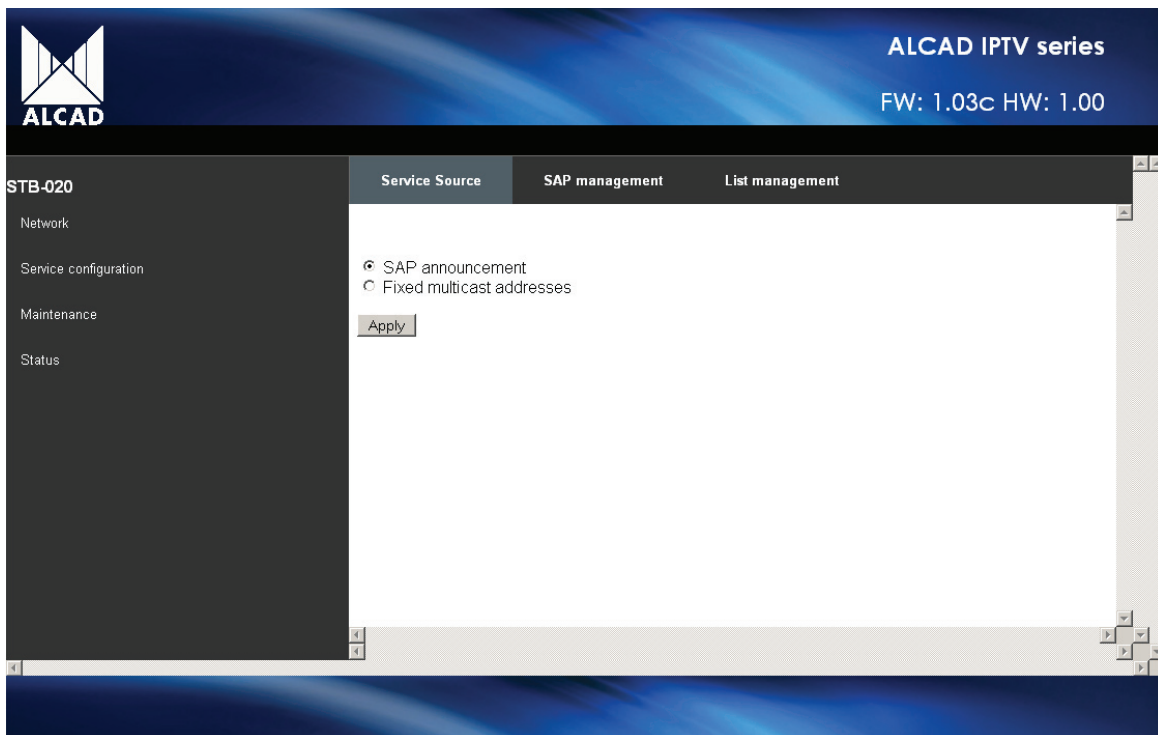 ALCAD
ALCAD IPTV series
FW: 1.03c HW: 1.00
STB-020
Network
Service configuration
Maintenance
Status
Service Source SAP management List management
SAP announcement
Fixed multicast addresses
Apply